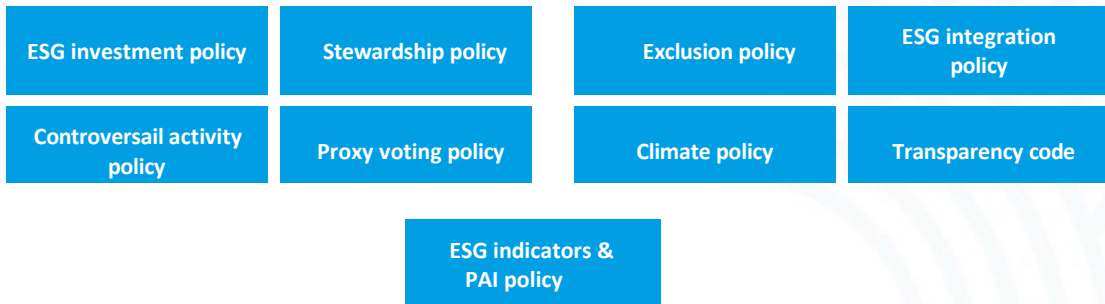 ESG investment policy
Stewardship policy
Exclusion policy
ESG integration
policy
Controversail activity
policy
Proxy voting policy
Climate policy
Transparency code
ESG indicators &
PAI policy